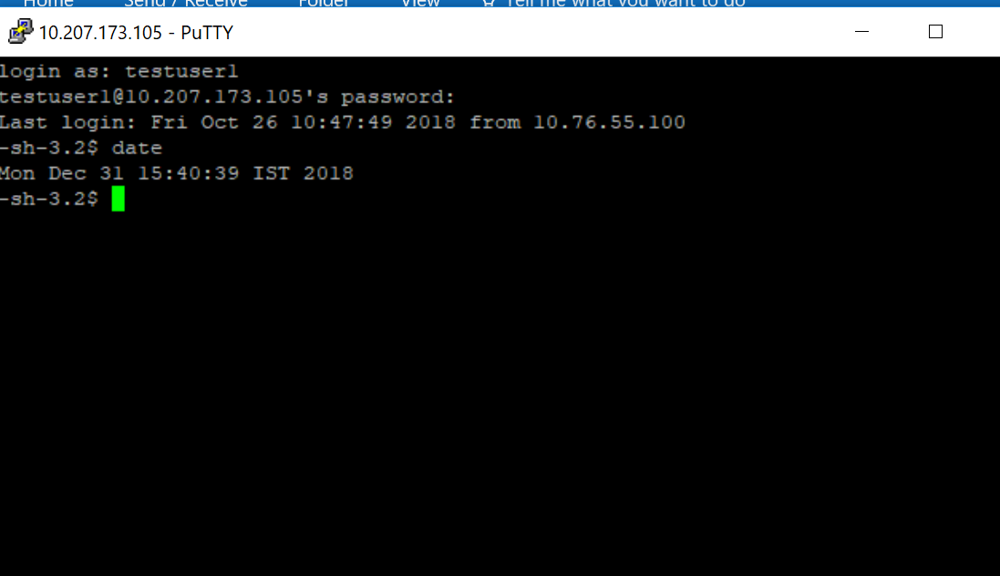 Home Send / Receive Folder View Tell me what you want to do
10.207.173.105 - PuTTY
login as: testuser1
testuser1@10.207.173.105's password:
Last login: Fri Oct 26 10:47:49 2018 from 10.76.55.100
-sh-3.2$ date
Mon Dec 31 15:40:39 IST 2018
-sh-3.2$